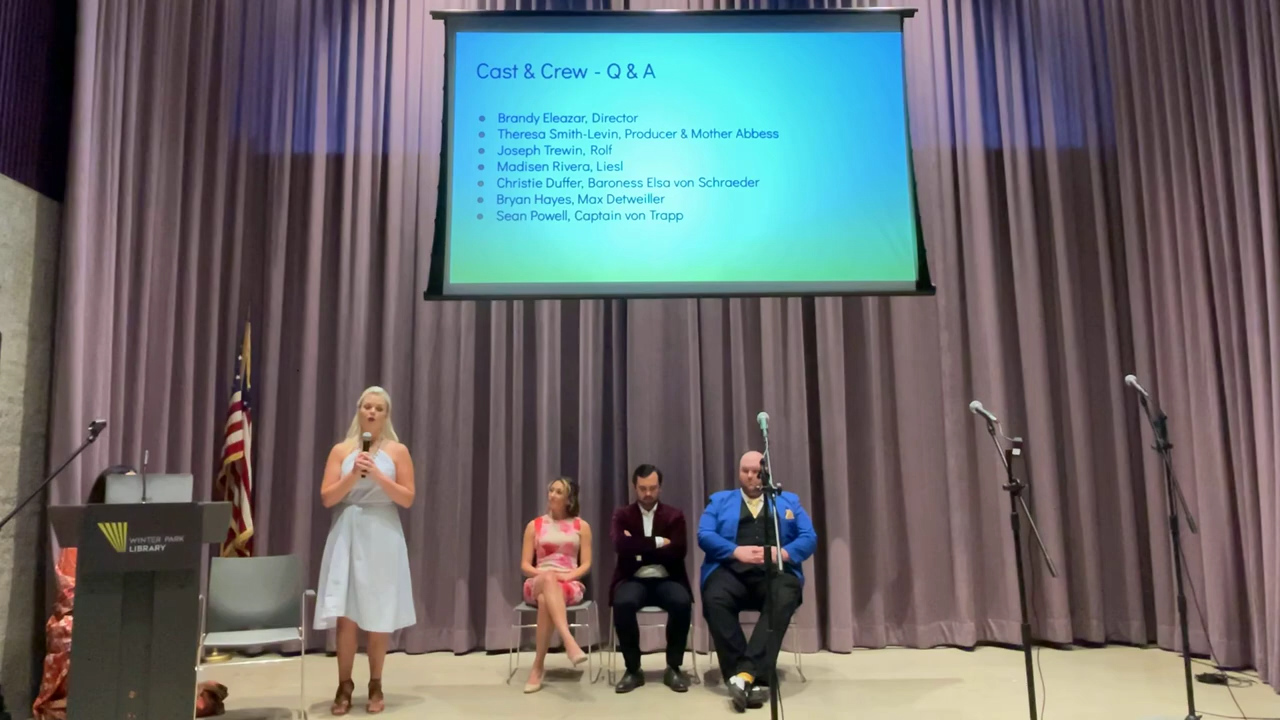 Cast & Crew - Q & A
Brandy Eleazar, Director
Theresa Smith-Levin, Producer & Mother Abbess
Joseph Trewin, Rolf
Madisen Rivera, Liesl
Christie Duffer, Baroness Elsa von Schraeder
Bryan Hayes, Max Detweiller
Sean Powell, Captain von Trapp
WINTER PARK
LIBRARY